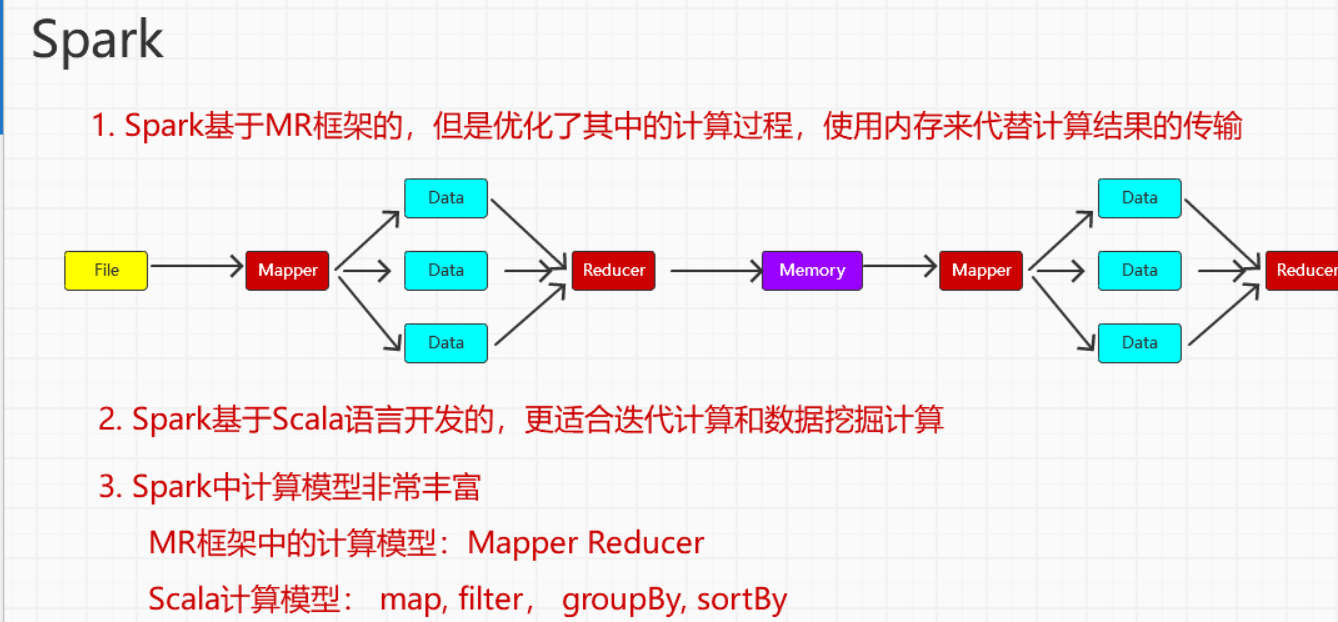 Spark
1. Spark基于MR框架的，但是优化了其中的计算过程，使用内存来代替计算结果的传输
Data
Data
File
Mapper
Data
Reducer
Memory
Mapper
Data
Reducer
Data
Data
2. Spark基于Scala语言开发的，更适合迭代计算和数据挖掘计算
3. Spark中计算模型非常丰富
MR框架中的计算模型：Mapper Reducer
Scala计算模型： map, filter， groupBy, sortBy